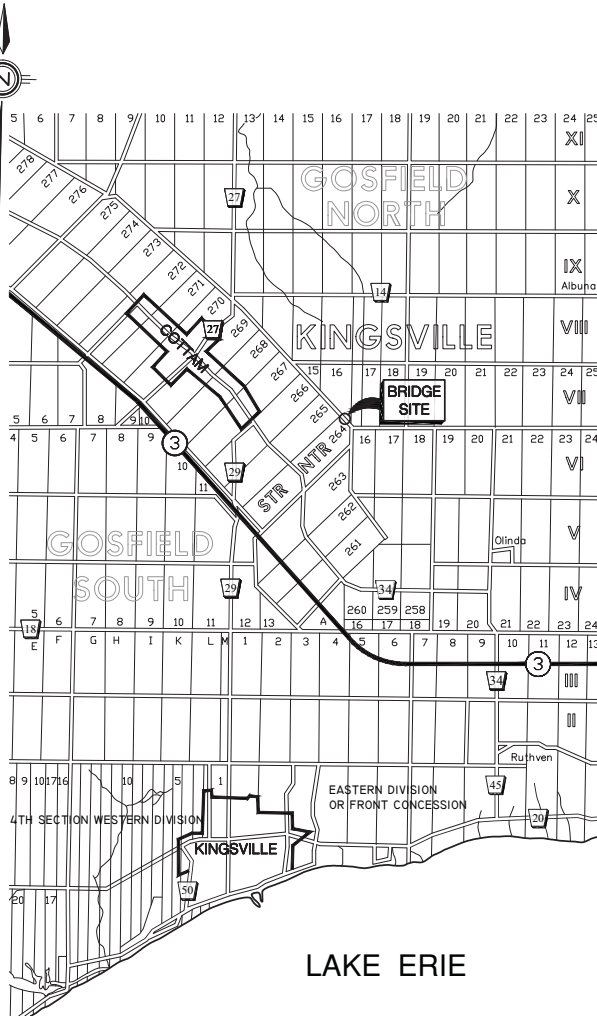 N
5 6 7 8 9 10 11 12 13 14 15 16 17 18 19 20 21 22 23 24 25
XI
278
277
276
275
274
273
272
271
270
269
268
267
266
265
264
263
262
261
GOSFIELD
NORTH
27
X
IX
Albuna
14
27
COTTAM
KINGSVILLE
VIII
15 16 17 18 19 20 21 22 23 24 25
VII
BRIDGE
SITE
5 6 7 8 9 10
4 5 6 7 8 9
10
11
3
16 17 18 19 20 21 22 23 24
VI
29
STR
NTR
V
GOSFIELD
SOUTH
Olinda
29
34
IV
260 259 258
18
5 6 7 8 9 10 11 12 13 A 16 17 18 19 20 21 22 23 24
E F G H I K L M 1 2 3 4 5 6 7 8 9 10 11 12 13
3
34
III
II
Ruthven
8 9 10 17 16 10 5 1
EASTERN DIVISION
OR FRONT CONCESSION
45
20
4TH SECTION WESTERN DIVISION
KINGSVILLE
50
20 17
LAKE ERIE